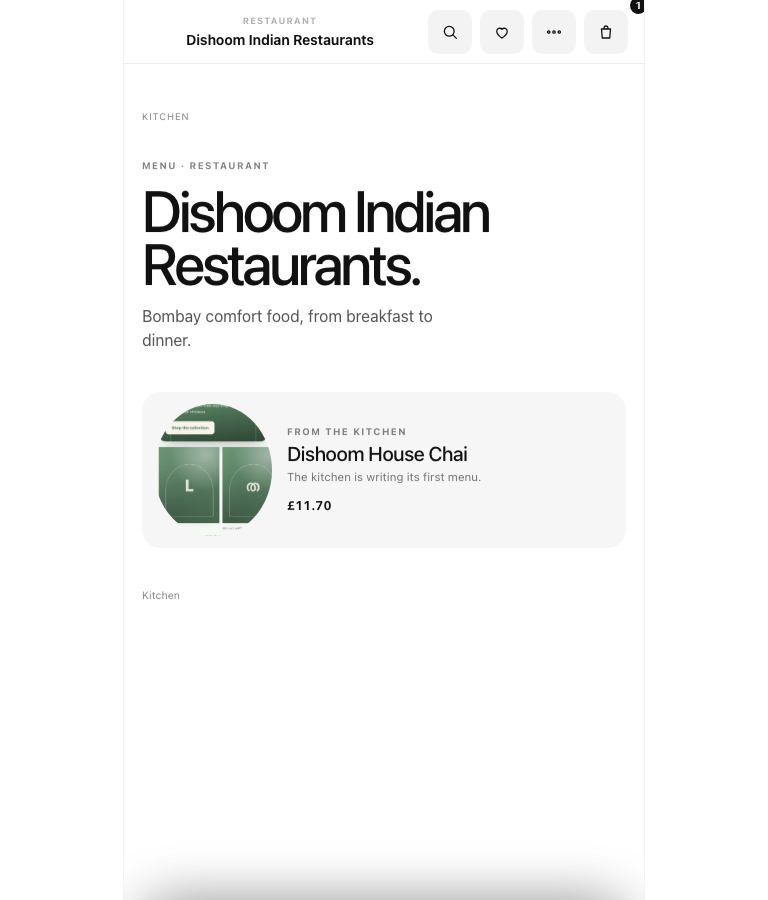 1
RESTAURANT
Dishoom Indian Restaurants
KITCHEN
MENU · RESTAURANT
Dishoom Indian
Restaurants.
Bombay comfort food, from breakfast to
dinner.
Shop the collection
L
FROM THE KITCHEN
Dishoom House Chai
The kitchen is writing its first menu.
£11.70
Kitchen